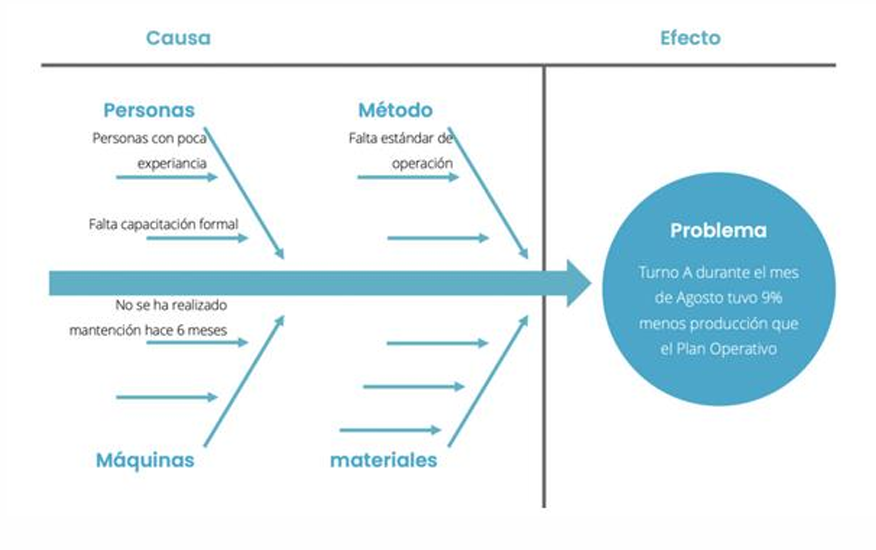 Causa
Efecto
Personas
Personas con poca
experiancia
Falta capacitación formal
Método
Falta estándar de
operación
No se ha realizado
mantención hace 6 meses
Máquinas
materiales
Problema
Turno A durante el mes
de Agosto tuvo 9%
menos producción que
el Plan Operativo